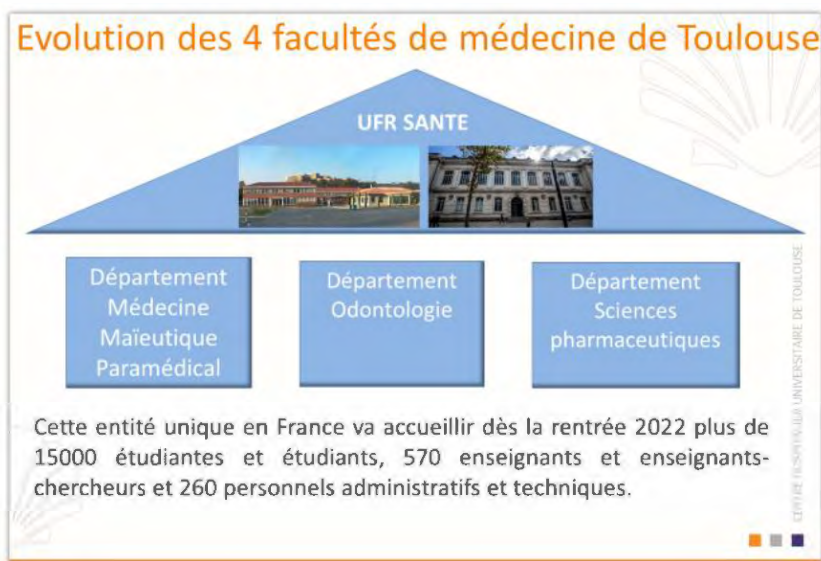 Evolution des 4 facultés de médecine de Toulouse
UFR SANTE
Département
Médecine
Maïeutique
Paramédical
Département
Odontologie
Département
Sciences
pharmaceutiques
CENTRE HOSPITALIER UNIVERSITAIRE DE TOULOUSE
Cette entité unique en France va accueillir dès la rentrée 2022 plus de
15000 étudiantes et étudiants, 570 enseignants et enseignants-
chercheurs et 260 personnels administratifs et techniques.